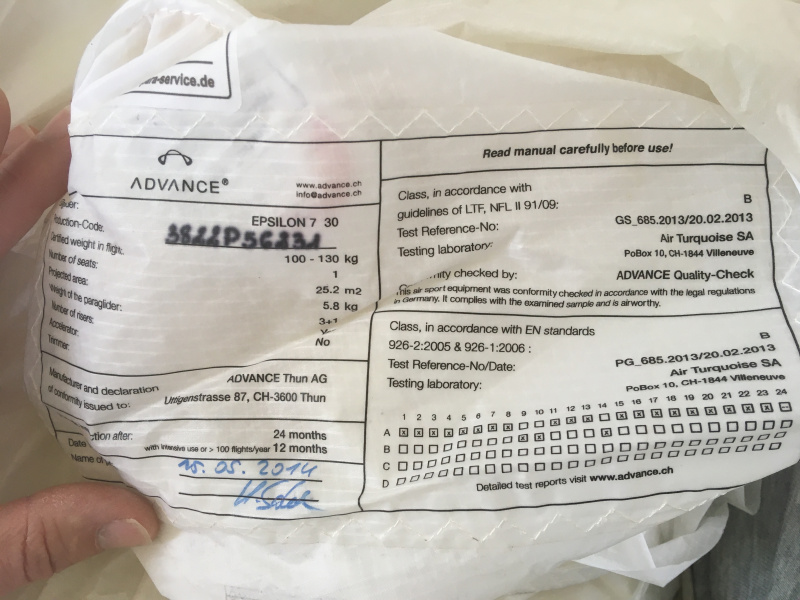 -service.de
ADVANCE®
www.advance.ch
info@advance.ch
EPSILON 7 30
Production-Code:
Certified weight in flight: 100 - 130 kg
Number of seats: 1
Projected area: 25.2 m2
Weight of the paraglider: 5.8 kg
Number of risers: 3+1
Accelerator:
Trimmer: No
Manufacturer and declaration ADVANCE Thun AG
of conformity issued to: Uttigenstrasse 87, CH-3600 Thun
after: 24 months
with intensive use or > 100 flights/year 12 months
Date 15.05.2014
Name of
Read manual carefully before use!
Class, in accordance with
guidelines of LTF, NFL II 91/09: B
Test Reference-No: GS_685.2013/20.02.2013
Testing laboratory: Air Turquoise SA
PoBox 10, CH-1844 Villeneuve
checked by: ADVANCE Quality-Check
This air sport equipment was conformity checked in accordance with the legal regulations
in Germany. It complies with the examined sample and is airworthy.
Class, in accordance with EN standards
926-2:2005 & 926-1:2006 : B
Test Reference-No/Date: PG_685.2013/20.02.2013
Testing laboratory: Air Turquoise SA
PoBox 10, CH-1844 Villeneuve
1 2 3 4 5 6 7 8 9 10 11 12 13 14 15 16 17 18 19 20 21 22 23 24
A
B
C
D
Detailed test reports visit www.advance.ch